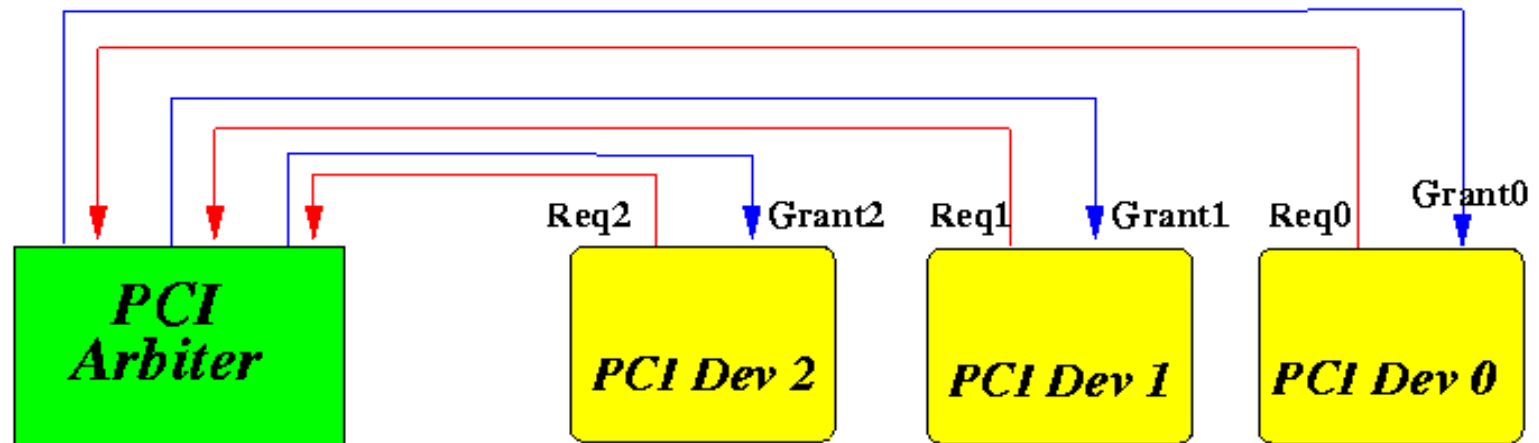 Grant0
Req2
Grant2
Req1
Grant1
Req0
PCI
Arbiter
PCI Dev 2
PCI Dev 1
PCI Dev 0